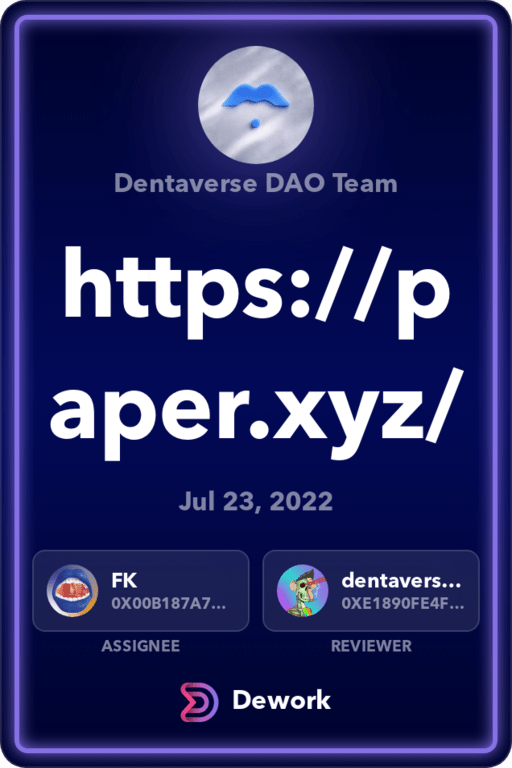 Dentaverse DAO Team
https://p
aper.xyz/
Jul 23, 2022
FK
0X00B187A7...
dentavers...
0XE1890FE4F...
ASSIGNEE
REVIEWER
Dework